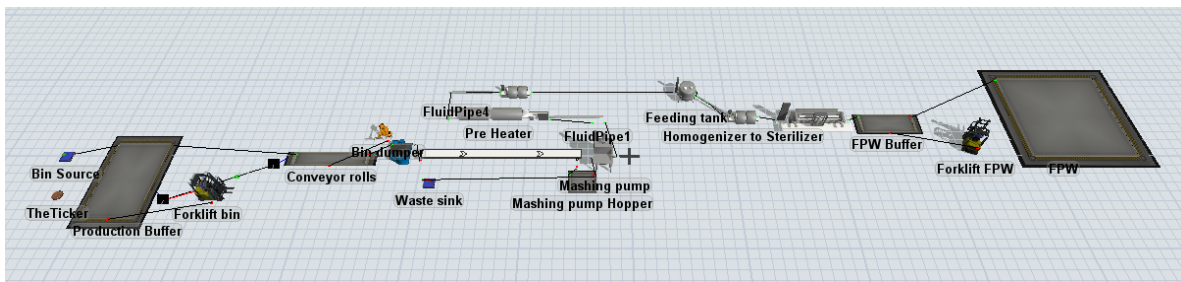 FluidPipe4
Pre Heater
FluidPipe1
Feeding tank
Homogenizer to Sterilizer
FPW Buffer
Forklift FPW
FPW
Bin Source
Bin dumper
Conveyor rolls
Mashing pump
Waste sink
Mashing pump Hopper
TheTicker
Forklift bin
Production Buffer